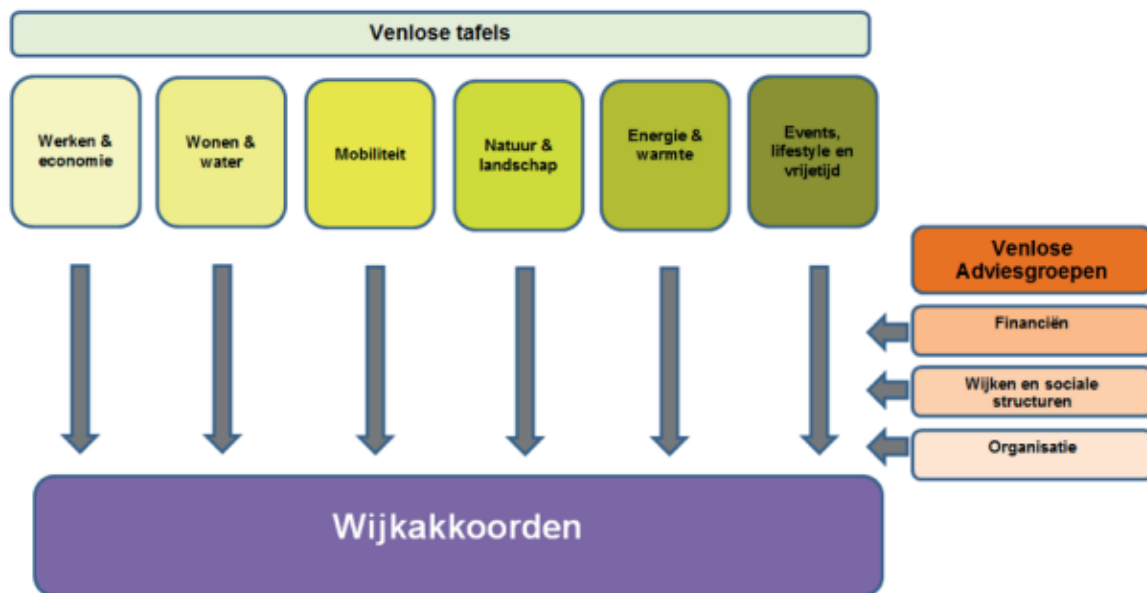 Venlose tafels
Werken &
economie
Wonen &
water
Mobiliteit
Natuur &
landschap
Energie &
warmte
Events,
lifestyle en
vrijetijd
Venlose
Adviesgroepen
Financiën
Wijken en sociale
structuren
Organisatie
Wijkakkoorden